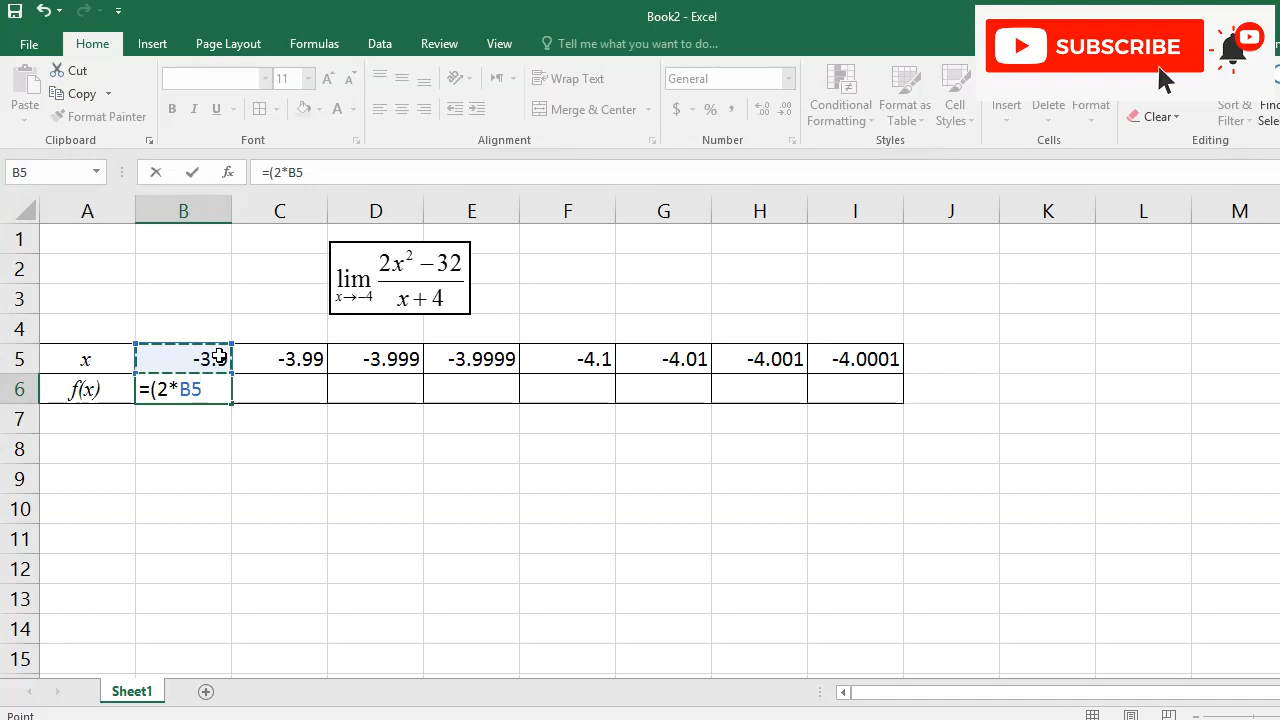 Book2 - Excel
SUBSCRIBE
File Home Insert Page Layout Formulas Data Review View Tell me what you want to do...
Cut
Copy
Format Painter
Paste
Clipboard
11
A A
B I U A
Font
Wrap Text
Merge & Center
Alignment
General
$ %
Number
Conditional Formatting
Format as Table
Cell Styles
Styles
Insert Delete Format
Cells
Clear
Sort & Filter
Editing
B5 fx =(2*B5
A B C D E F G H I J K L M
1
2
3
lim x→-4 2x² - 32 / x + 4
4
5 x -3.9 -3.99 -3.999 -3.9999 -4.1 -4.01 -4.001 -4.0001
6 f(x) =(2*B5
7
8
9
10
11
12
13
14
15
Sheet1
Point